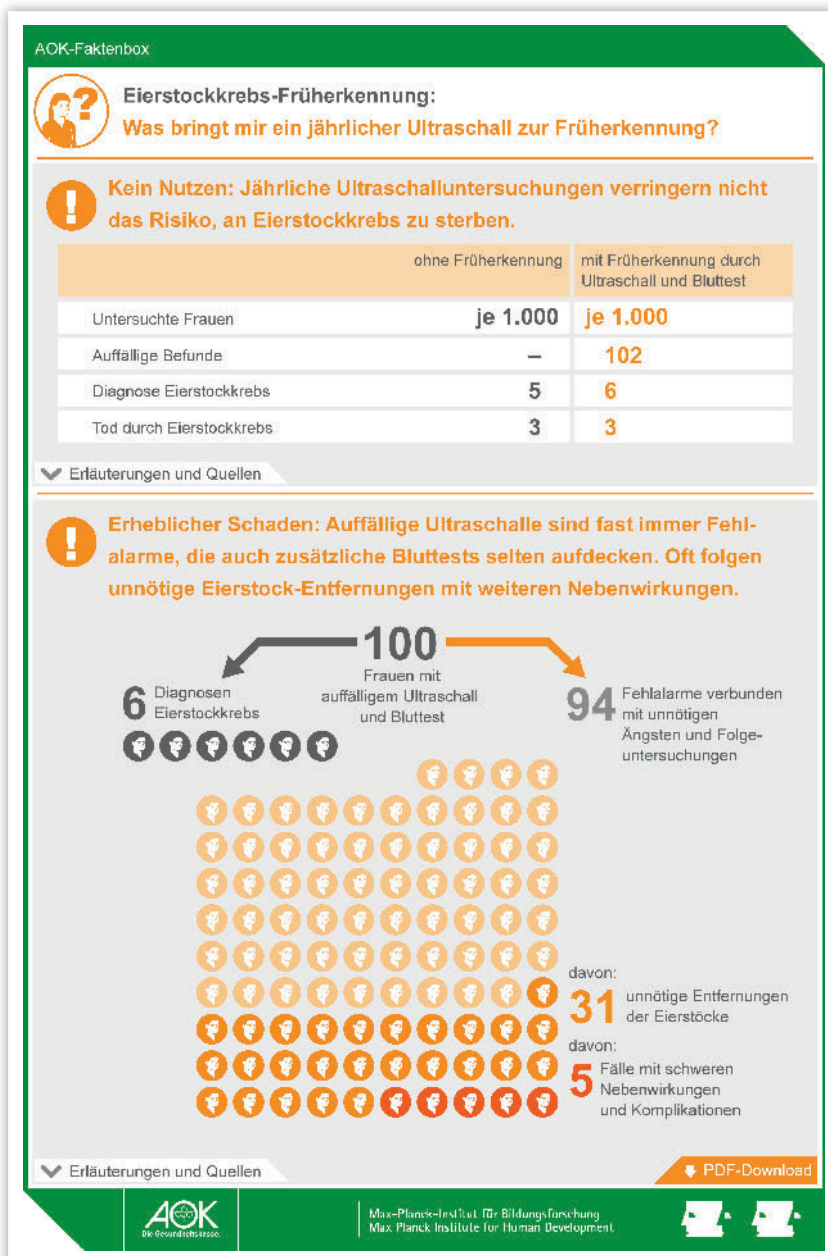 AOK-Faktenbox
Eierstockkrebs-Früherkennung:
Was bringt mir ein jährlicher Ultraschall zur Früherkennung?
Kein Nutzen: Jährliche Ultraschalluntersuchungen verringern nicht
das Risiko, an Eierstockkrebs zu sterben.
ohne Früherkennung
mit Früherkennung durch
Ultraschall und Bluttest
Untersuchte Frauen je 1.000 je 1.000
Auffällige Befunde – 102
Diagnose Eierstockkrebs 5 6
Tod durch Eierstockkrebs 3 3
Erläuterungen und Quellen
Erheblicher Schaden: Auffällige Ultraschalle sind fast immer Fehl-
alarme, die auch zusätzliche Bluttests selten aufdecken. Oft folgen
unnötige Eierstock-Entfernungen mit weiteren Nebenwirkungen.
100
Frauen mit
auffälligem Ultraschall
und Bluttest
6 Diagnosen
Eierstockkrebs
94 Fehlalarme verbunden
mit unnötigen
Ängsten und Folge-
untersuchungen
davon:
31 unnötige Entfernungen
der Eierstöcke
davon:
5 Fälle mit schweren
Nebenwirkungen
und Komplikationen
Erläuterungen und Quellen
PDF-Download
AOK
Die Gesundheitskasse.
Max-Planck-Institut für Bildungsforschung
Max Planck Institute for Human Development